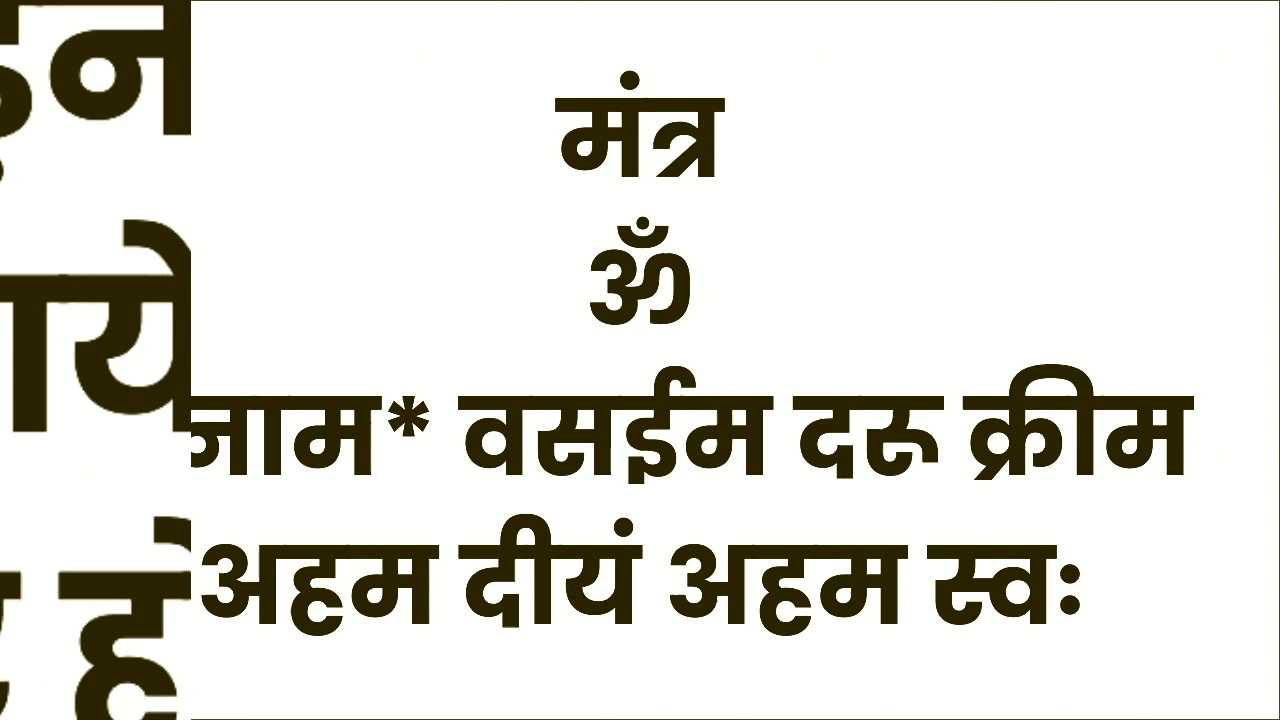 मंत्र
ॐ
नाम* वसईम दरू क्रीम
अहम दीयं अहम स्वः